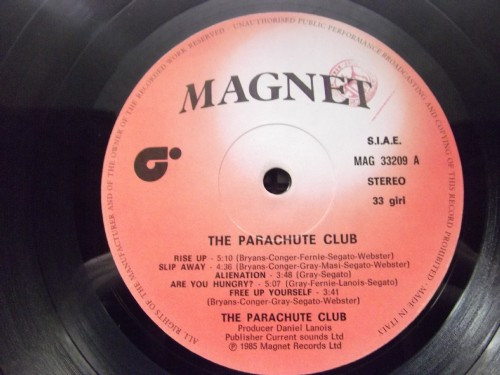 ALL RIGHTS OF THE MANUFACTURER AND OF THE OWNER OF THE RECORDED WORK RESERVED - UNAUTHORISED PUBLIC PERFORMANCE BROADCASTING AND COPYING OF THIS RECORD PROHIBITED. MADE IN ITALY
MAGNET
S.I.A.E.
MAG 33209 A
STEREO
33 giri
THE PARACHUTE CLUB
RISE UP - 5:10 (Bryans-Conger-Fernie-Segato-Webster)
SLIP AWAY - 4:36 (Bryans-Conger-Gray-Masi-Segato-Webster)
ALIENATION - 3:48 (Gray-Segato)
ARE YOU HUNGRY? - 5:07 (Gray-Fernie-Lanois-Segato)
FREE UP YOURSELF - 3:41
(Bryans-Conger-Gray-Segato-Webster)
THE PARACHUTE CLUB
Producer Daniel Lanois
Publisher Current sounds Ltd
Ⓟ 1985 Magnet Records Ltd